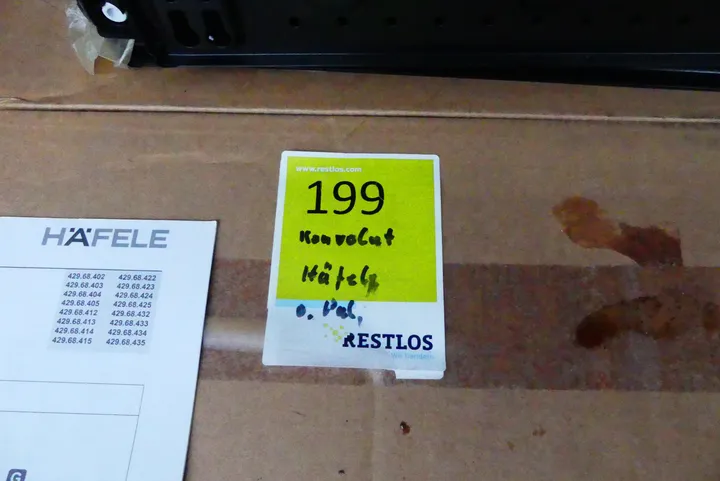 HÄFELE
429.68.402 429.68.422
429.68.403 429.68.423
429.68.404 429.68.424
429.68.405 429.68.425
429.68.412 429.68.432
429.68.413 429.68.433
429.68.414 429.68.434
429.68.415 429.68.435
G
www.restlos.com
199
Konvolut
Häfele
o. Pal.
RESTLOS